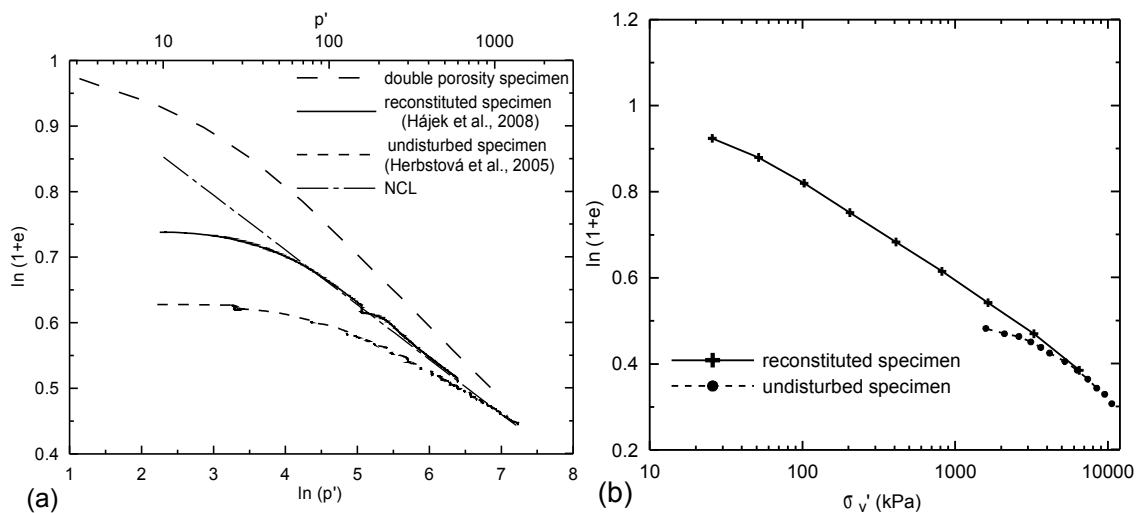 p'
10
100
1000
1
0.9
0.8
0.7
0.6
0.5
0.4
ln (1+e)
double porosity specimen
reconstituted specimen
(Hájek et al., 2008)
undisturbed specimen
(Herbstová et al., 2005)
NCL
1 2 3 4 5 6 7 8
ln (p')
(a)
1.2
1
0.8
0.6
0.4
0.2
ln (1+e)
reconstituted specimen
undisturbed specimen
10 100 1000 10000
σ v' (kPa)
(b)